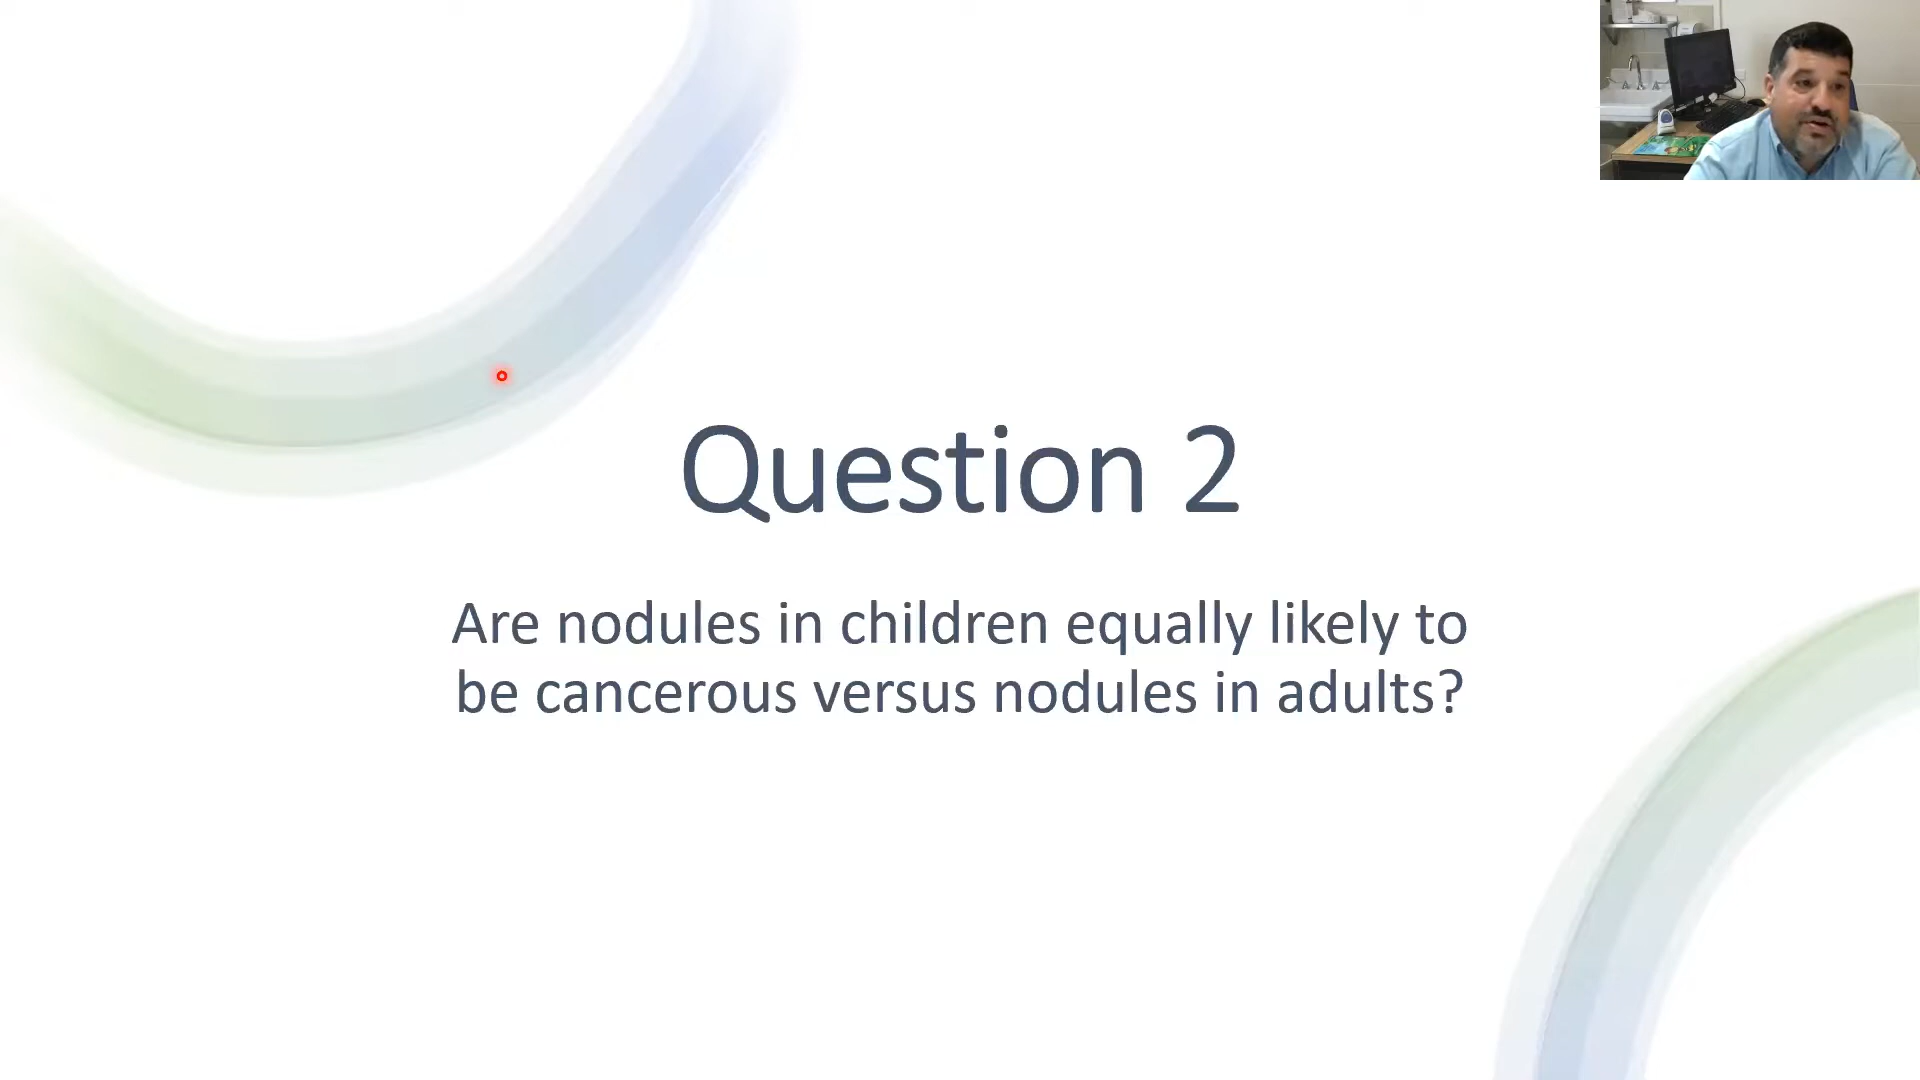 Question 2
Are nodules in children equally likely to
be cancerous versus nodules in adults?